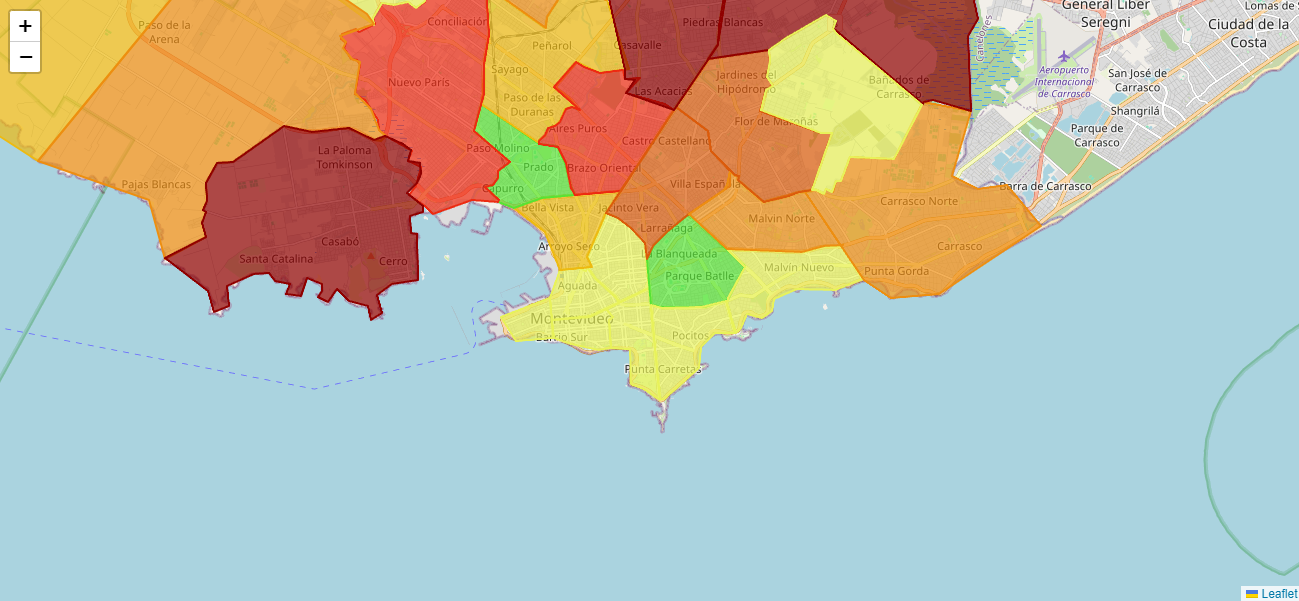 +
−
Paso de la
Arena
Conciliación
Piedras Blancas
General Líber
Seregni
Lomas de S
Ciudad de la
Costa
Canelones
Peñarol
Casavalle
Sayago
Nuevo París
Aeropuerto
Internacional
de Carrasco
San José de
Carrasco
Las Acacias
Jardines del
Hipódromo
Bañados de
Carrasco
Paso de las
Duranas
Shangrilá
Flor de Maroñas
Aires Puros
Castro Castellanos
Parque de
Carrasco
La Paloma
Tomkinson
Paso Molino
Prado
Brazo Oriental
Pajas Blancas
Capurro
Villa Española
Barra de Carrasco
Bella Vista
Jacinto Vera
Carrasco Norte
Larrañaga
Malvín Norte
Casabó
Arroyo Seco
Carrasco
Santa Catalina
Cerro
La Blanqueada
Parque Batlle
Malvín Nuevo
Punta Gorda
Aguada
Montevideo
Barrio Sur
Pocitos
Punta Carretas
Leaflet